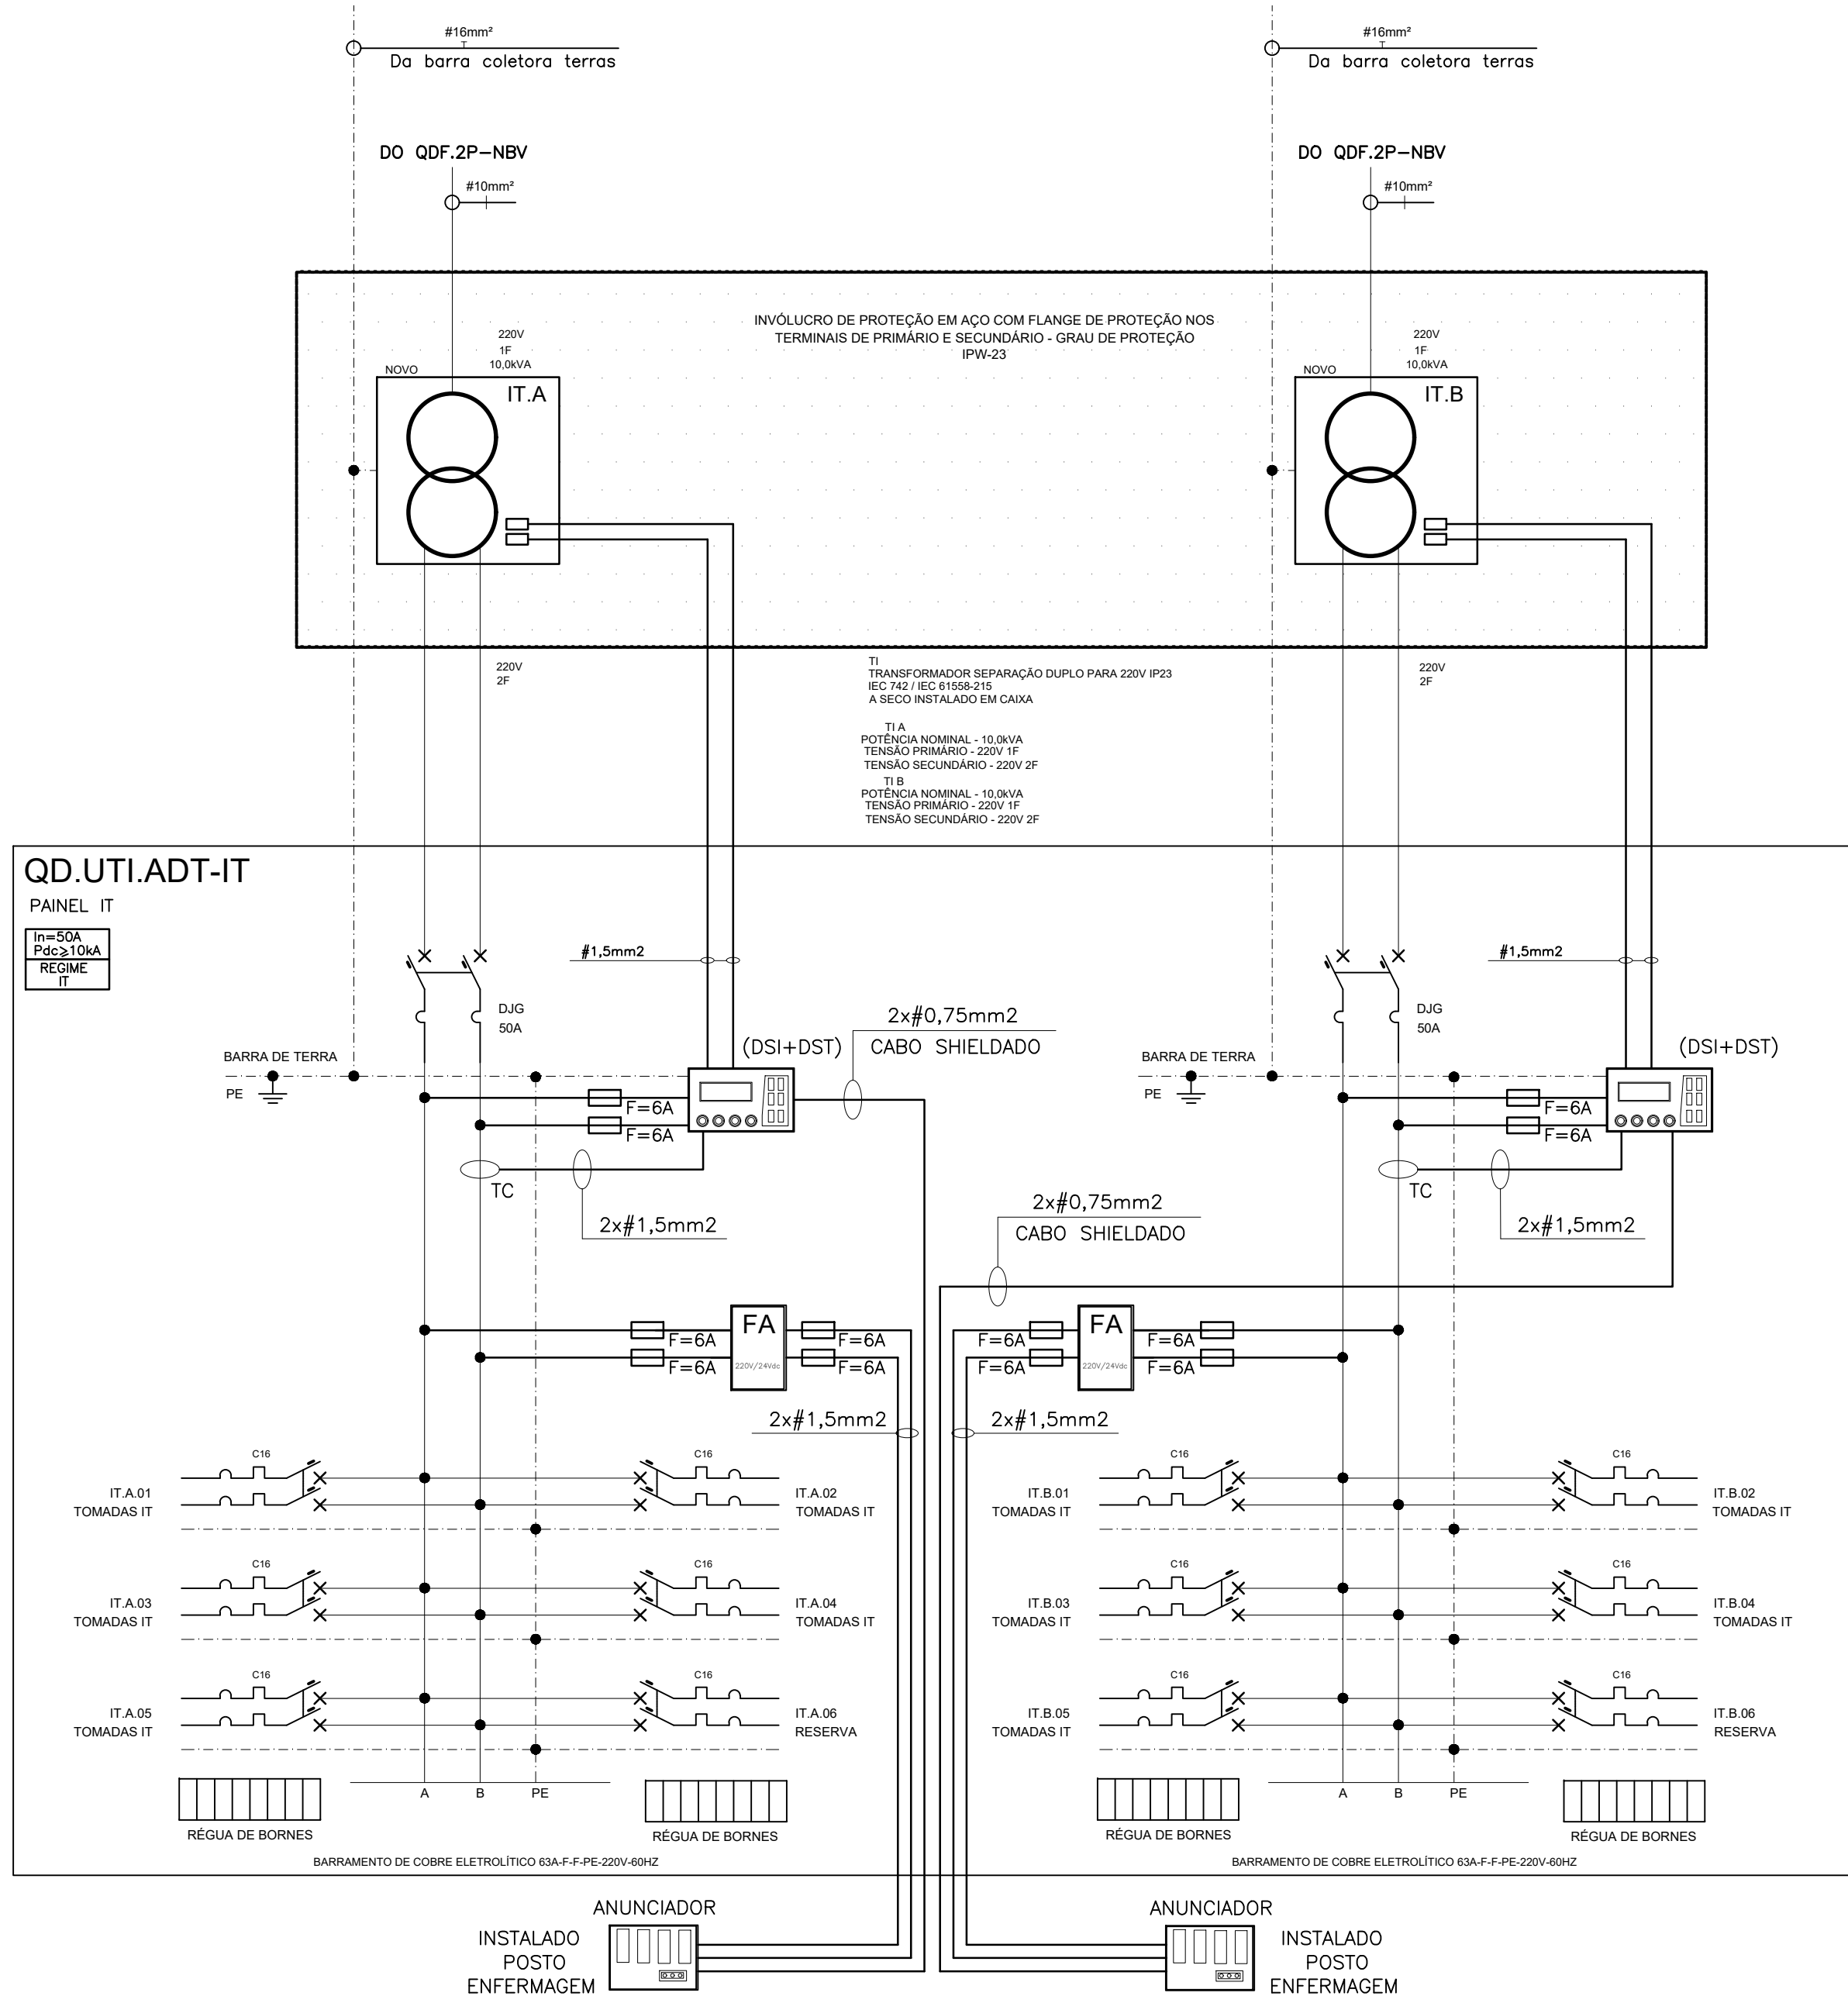 #16mm²
Da barra coletora terras
#16mm²
Da barra coletora terras
DO QDF.2P-NBV
#10mm²
DO QDF.2P-NBV
#10mm²
INVÓLUCRO DE PROTEÇÃO EM AÇO COM FLANGE DE PROTEÇÃO NOS
TERMINAIS DE PRIMÁRIO E SECUNDÁRIO - GRAU DE PROTEÇÃO
IPW-23
220V
1F
10,0kVA
NOVO
IT.A
220V
1F
10,0kVA
NOVO
IT.B
220V
2F
TI
TRANSFORMADOR SEPARAÇÃO DUPLO PARA 220V IP23
IEC 742 / IEC 61558-215
A SECO INSTALADO EM CAIXA
TI A
POTÊNCIA NOMINAL - 10,0kVA
TENSÃO PRIMÁRIO - 220V 1F
TENSÃO SECUNDÁRIO - 220V 2F
TI B
POTÊNCIA NOMINAL - 10,0kVA
TENSÃO PRIMÁRIO - 220V 1F
TENSÃO SECUNDÁRIO - 220V 2F
220V
2F
QD.UTI.ADT-IT
PAINEL IT
In=50A
Pdc≥10kA
REGIME
IT
#1,5mm2
DJG
50A
(DSI+DST)
2x#0,75mm2
CABO SHIELDADO
BARRA DE TERRA
PE
F=6A
F=6A
TC
2x#1,5mm2
#1,5mm2
DJG
50A
(DSI+DST)
BARRA DE TERRA
PE
F=6A
F=6A
TC
2x#1,5mm2
2x#0,75mm2
CABO SHIELDADO
FA
220V/24Vdc
F=6A
F=6A
F=6A
F=6A
2x#1,5mm2
FA
220V/24Vdc
F=6A
F=6A
F=6A
F=6A
2x#1,5mm2
C16
IT.A.01
TOMADAS IT
C16
IT.A.02
TOMADAS IT
C16
IT.B.01
TOMADAS IT
C16
IT.B.02
TOMADAS IT
C16
IT.A.03
TOMADAS IT
C16
IT.A.04
TOMADAS IT
C16
IT.B.03
TOMADAS IT
C16
IT.B.04
TOMADAS IT
C16
IT.A.05
TOMADAS IT
C16
IT.A.06
RESERVA
C16
IT.B.05
TOMADAS IT
C16
IT.B.06
RESERVA
A B PE
RÉGUA DE BORNES
RÉGUA DE BORNES
BARRAMENTO DE COBRE ELETROLÍTICO 63A-F-F-PE-220V-60HZ
A B PE
RÉGUA DE BORNES
RÉGUA DE BORNES
BARRAMENTO DE COBRE ELETROLÍTICO 63A-F-F-PE-220V-60HZ
ANUNCIADOR
INSTALADO
POSTO
ENFERMAGEM
ANUNCIADOR
INSTALADO
POSTO
ENFERMAGEM